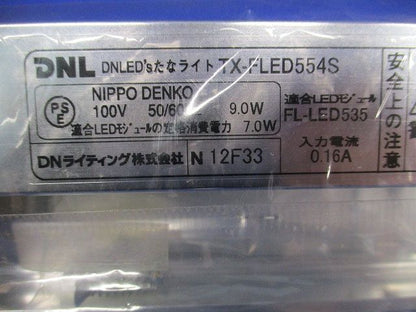 DNL DNLED'sたなライト TX-FLED554S
PS
E
NIPPO DENKO
100V 50/60 9.0W
適合LEDモジュールの定格消費電力 7.0W
適合LEDモジュール
FL-LED535
DNライティング株式会社 N 12F33
入力電流
0.16A
安全上の注意